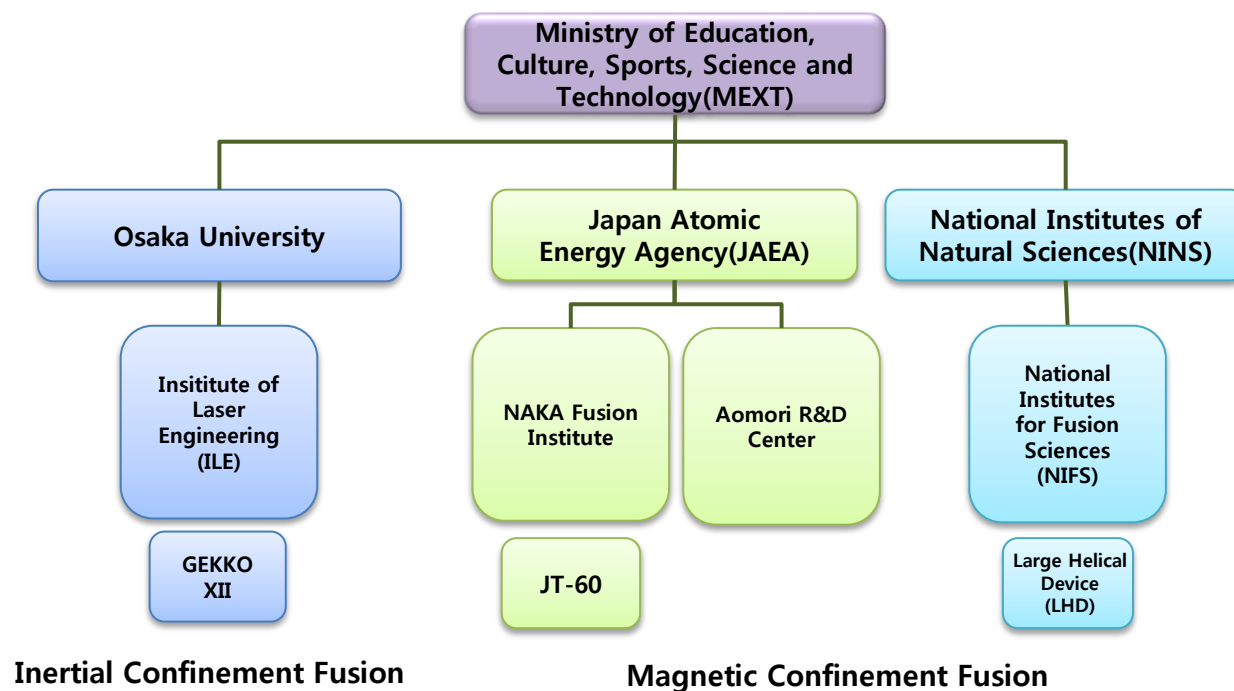 Ministry of Education,
Culture, Sports, Science and
Technology(MEXT)
Osaka University
Japan Atomic
Energy Agency(JAEA)
National Institutes of
Natural Sciences(NINS)
Insititute of
Laser
Engineering
(ILE)
NAKA Fusion
Institute
Aomori R&D
Center
National
Institutes
for Fusion
Sciences
(NIFS)
GEKKO
XII
JT-60
Large Helical
Device
(LHD)
Inertial Confinement Fusion
Magnetic Confinement Fusion